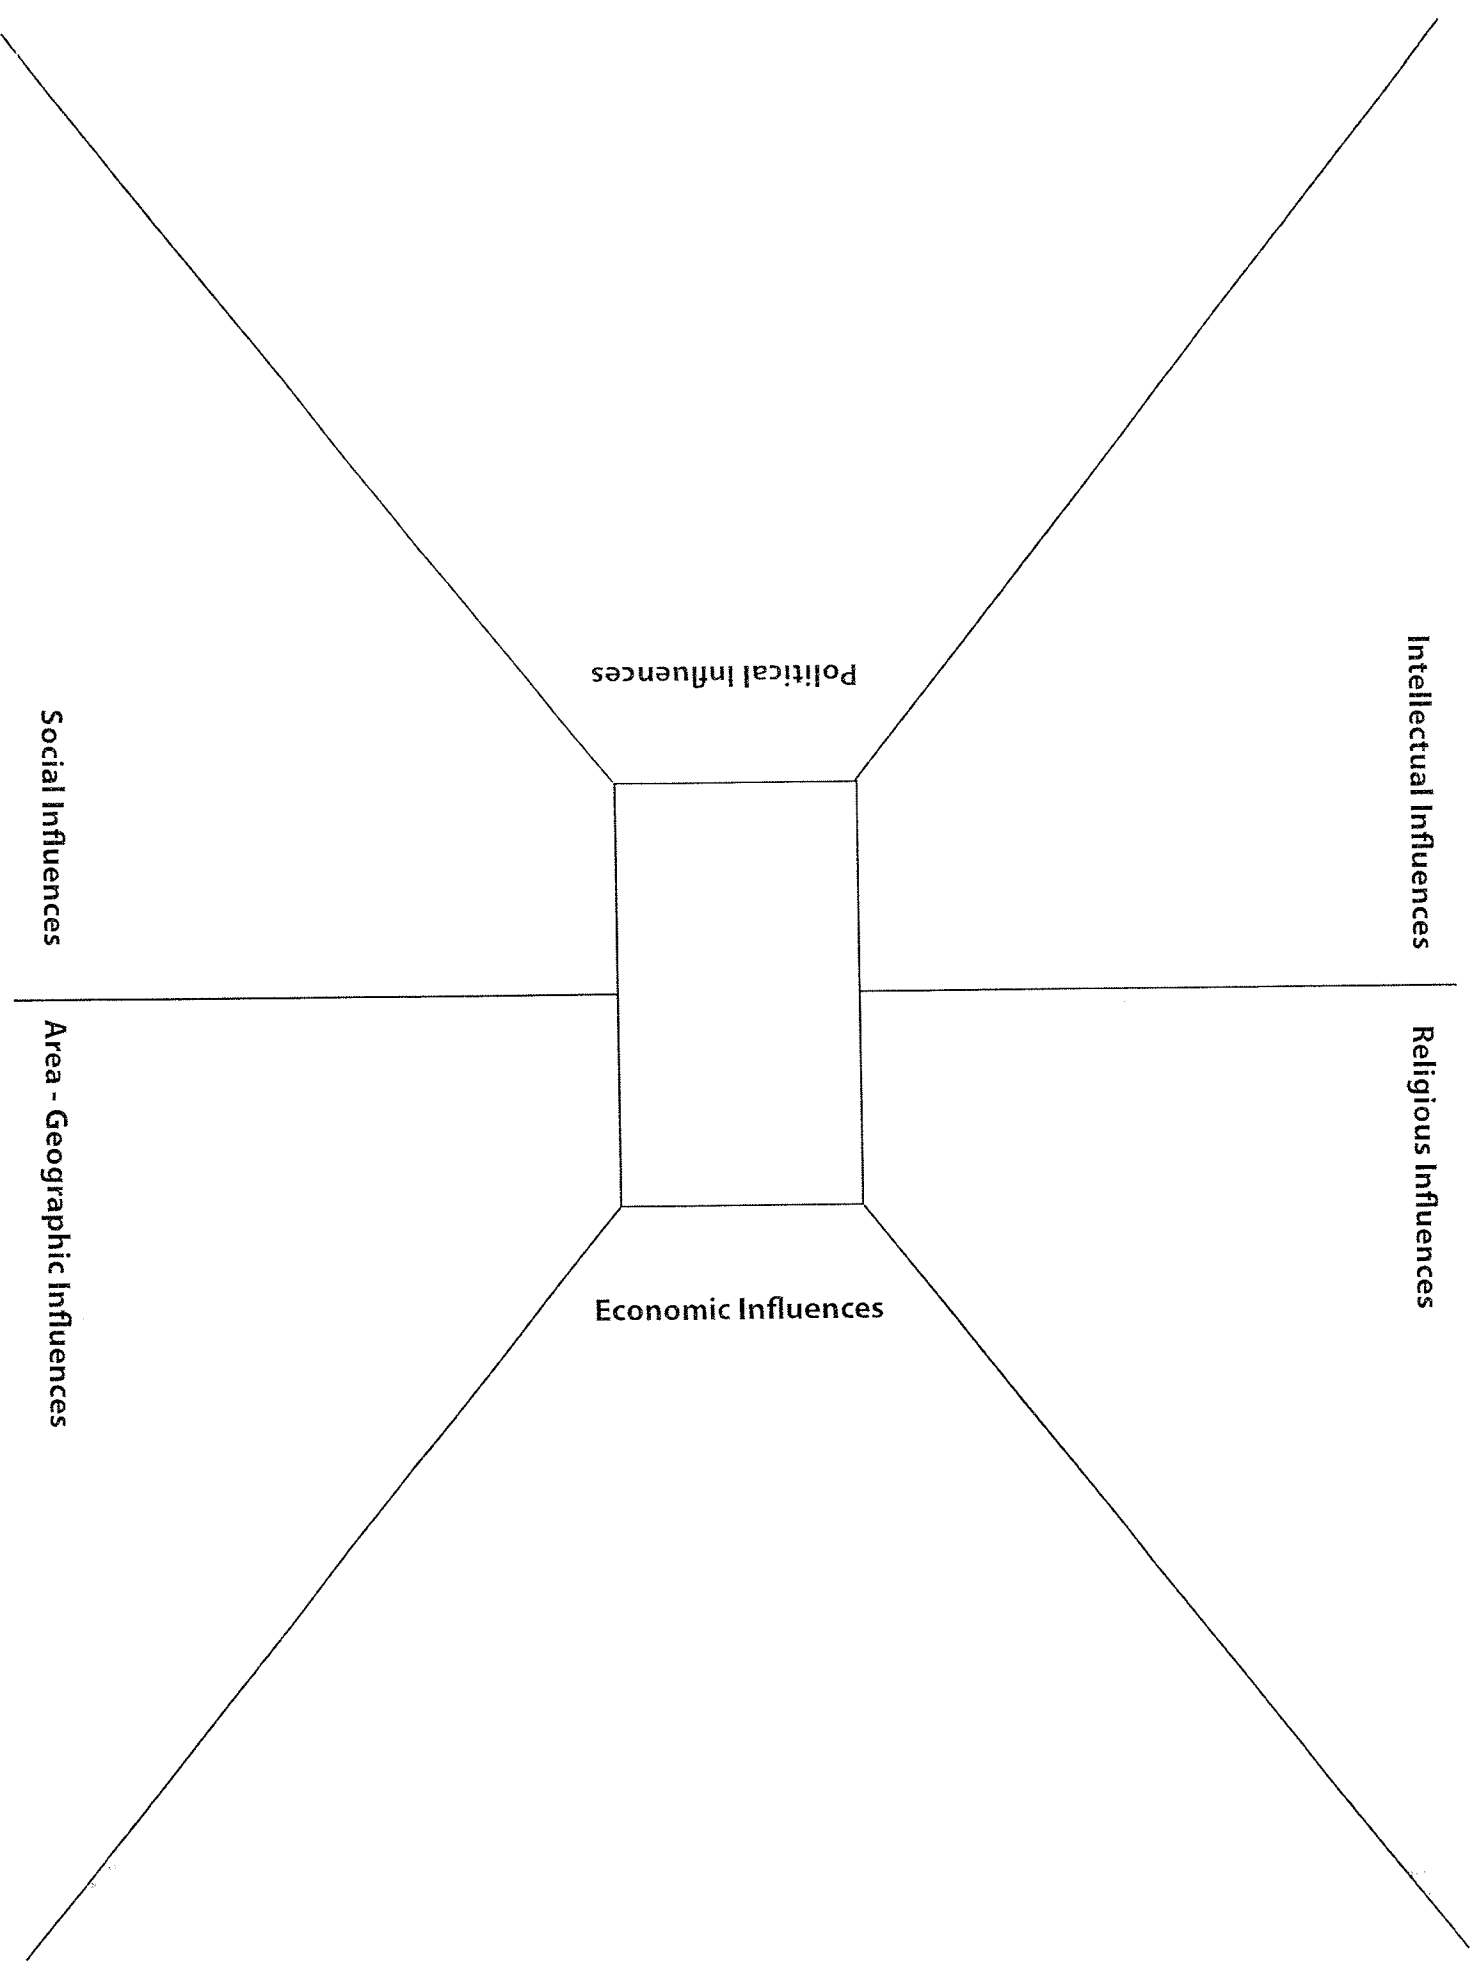 Political Influences
Intellectual Influences
Social Influences
Religious Influences
Area - Geographic Influences
Economic Influences